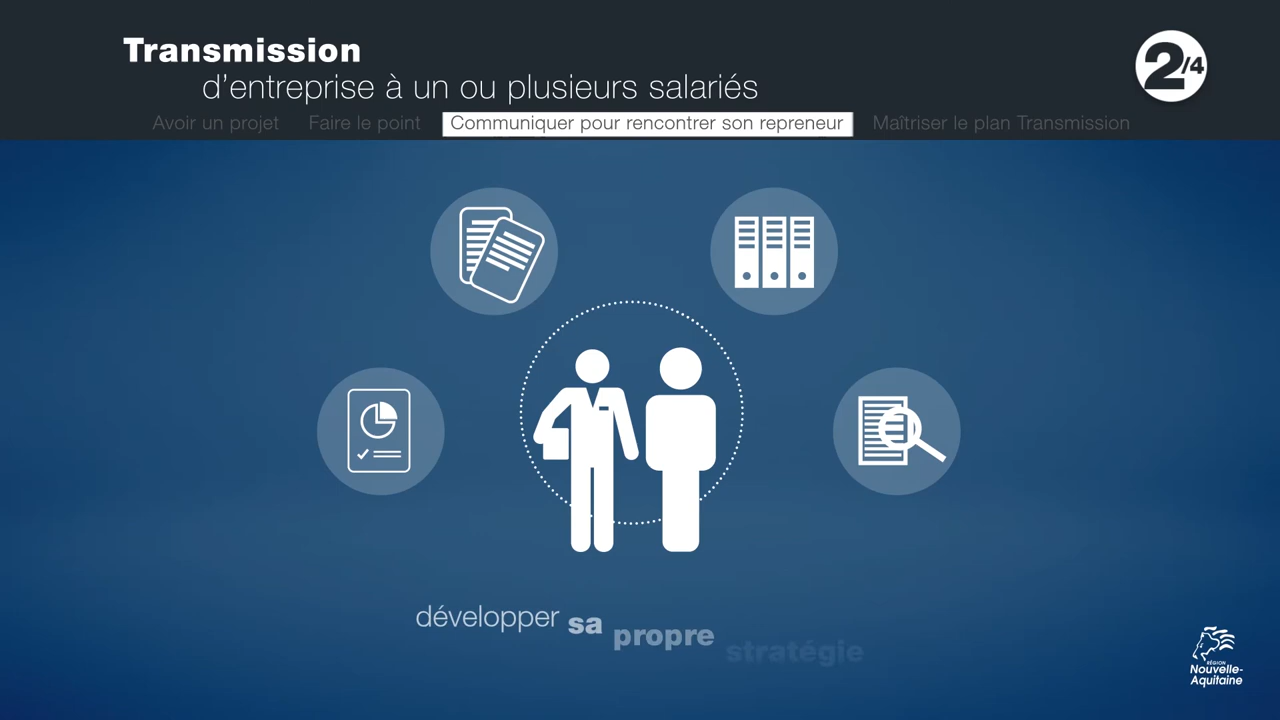 Transmission
d'entreprise à un ou plusieurs salariés
2/4
Avoir un projet Faire le point Communiquer pour rencontrer son repreneur Maîtriser le plan Transmission
développer sa propre stratégie
RÉGION
Nouvelle-
Aquitaine